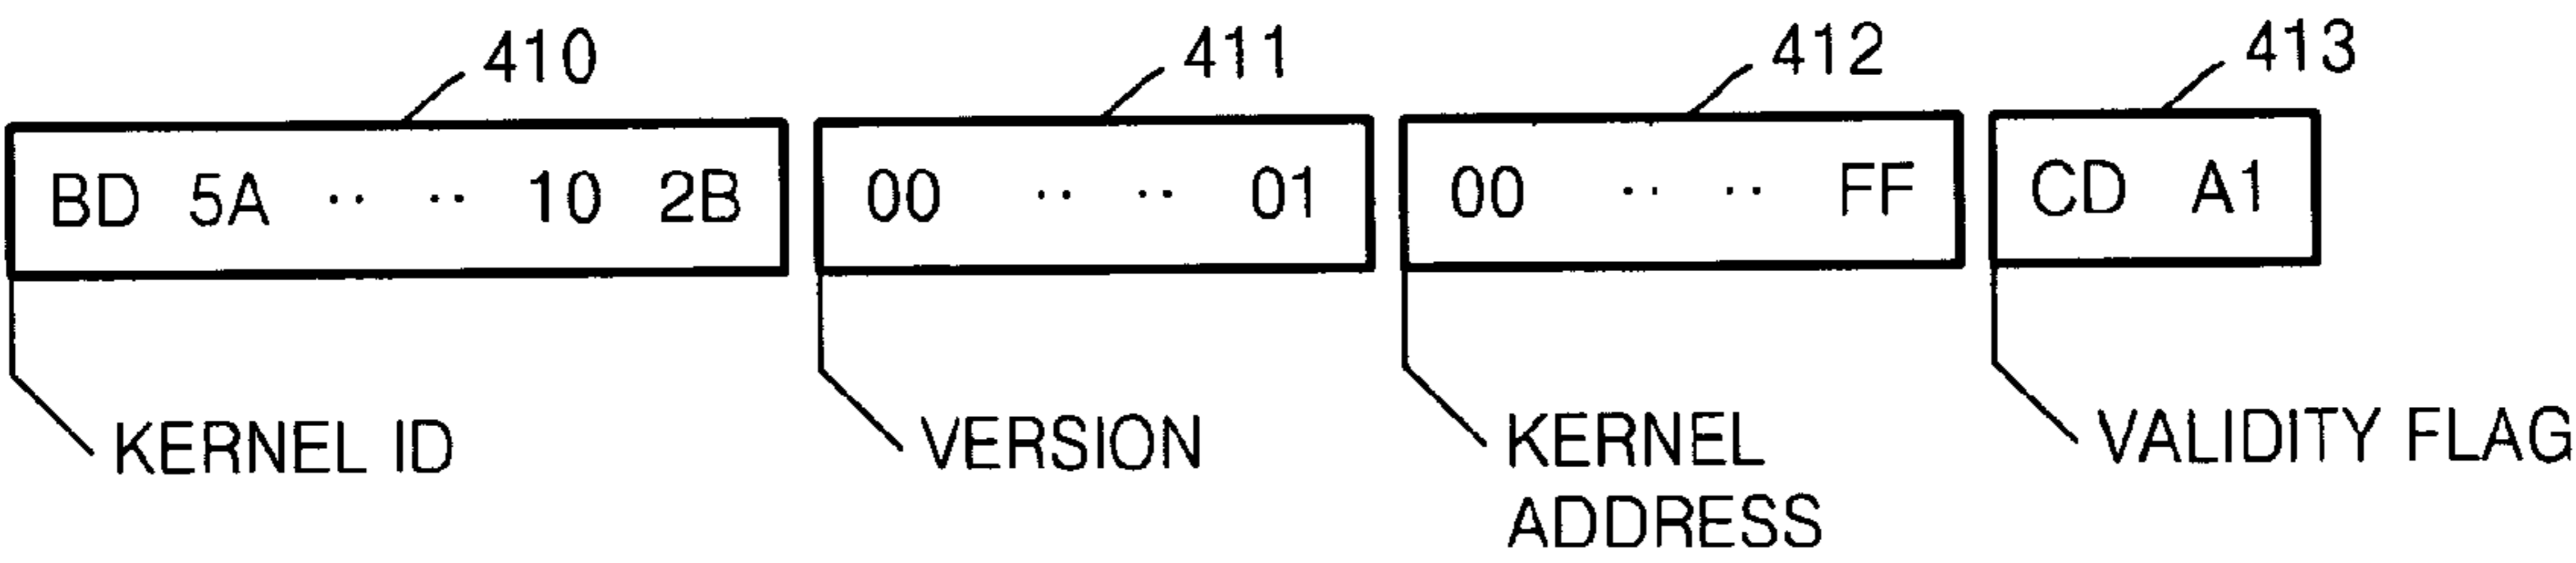 410 411 412 413
BD 5A ·· ·· 10 2B 00 ·· ·· 01 00 ·· ·· FF CD A1
KERNEL ID VERSION KERNEL VALIDITY FLAG
ADDRESS